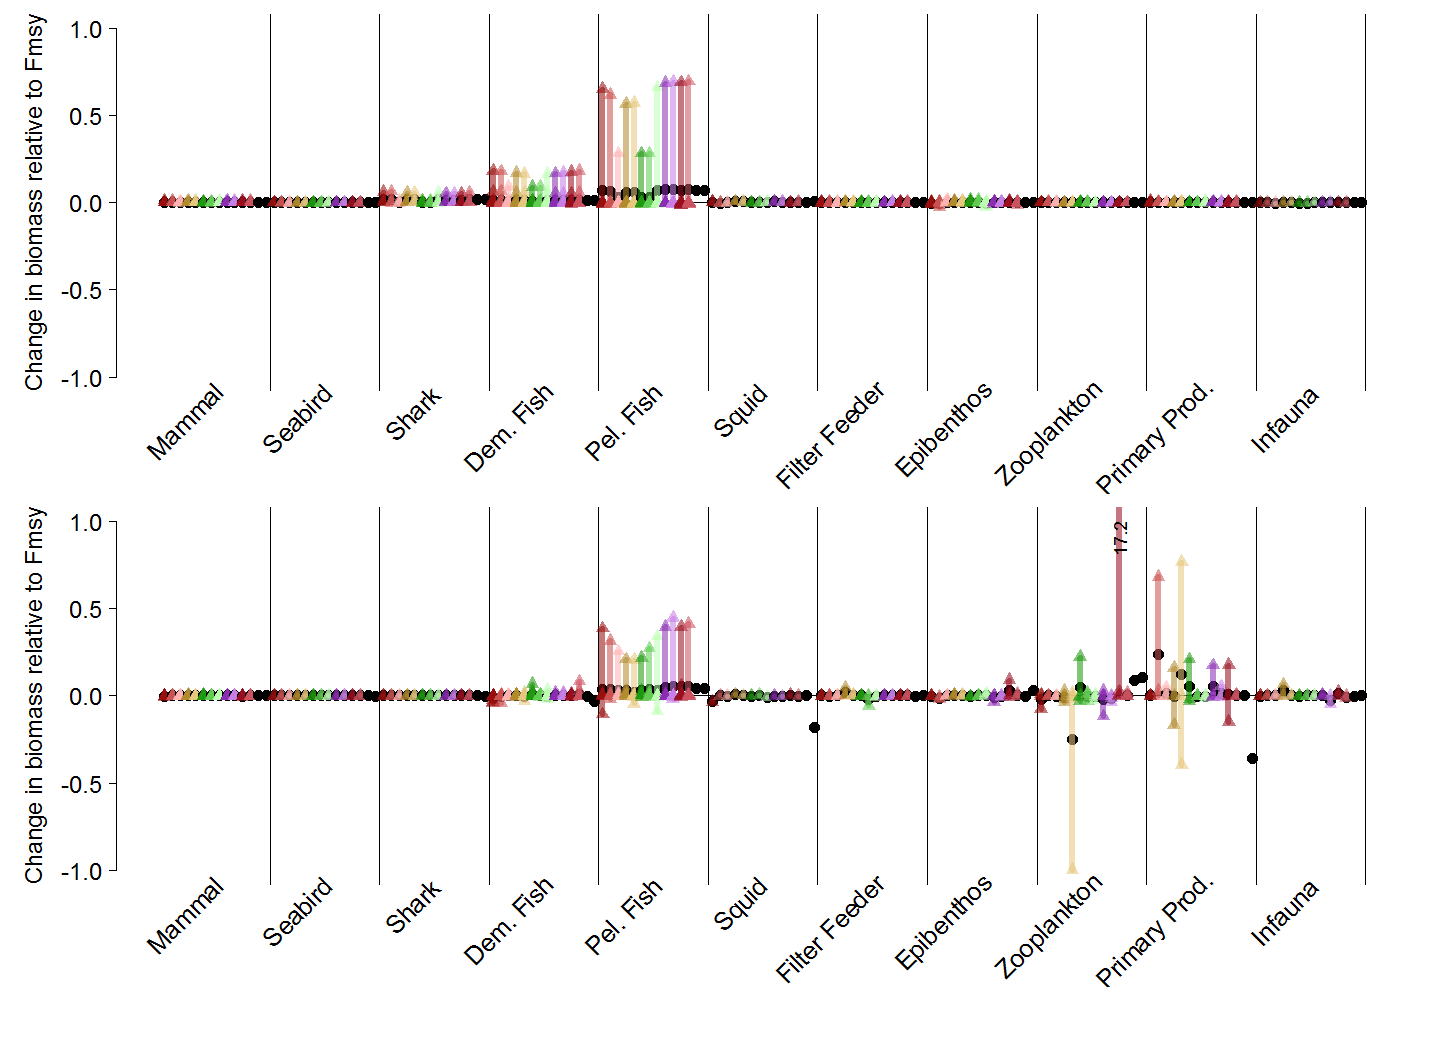 Change in biomass relative to Fmsy
1.0
0.5
0.0
-0.5
-1.0
Mammal
Seabird
Shark
Dem. Fish
Pel. Fish
Squid
Filter Feeder
Epibenthos
Zooplankton
Primary Prod.
Infauna
Change in biomass relative to Fmsy
1.0
0.5
0.0
-0.5
-1.0
17.2
Mammal
Seabird
Shark
Dem. Fish
Pel. Fish
Squid
Filter Feeder
Epibenthos
Zooplankton
Primary Prod.
Infauna